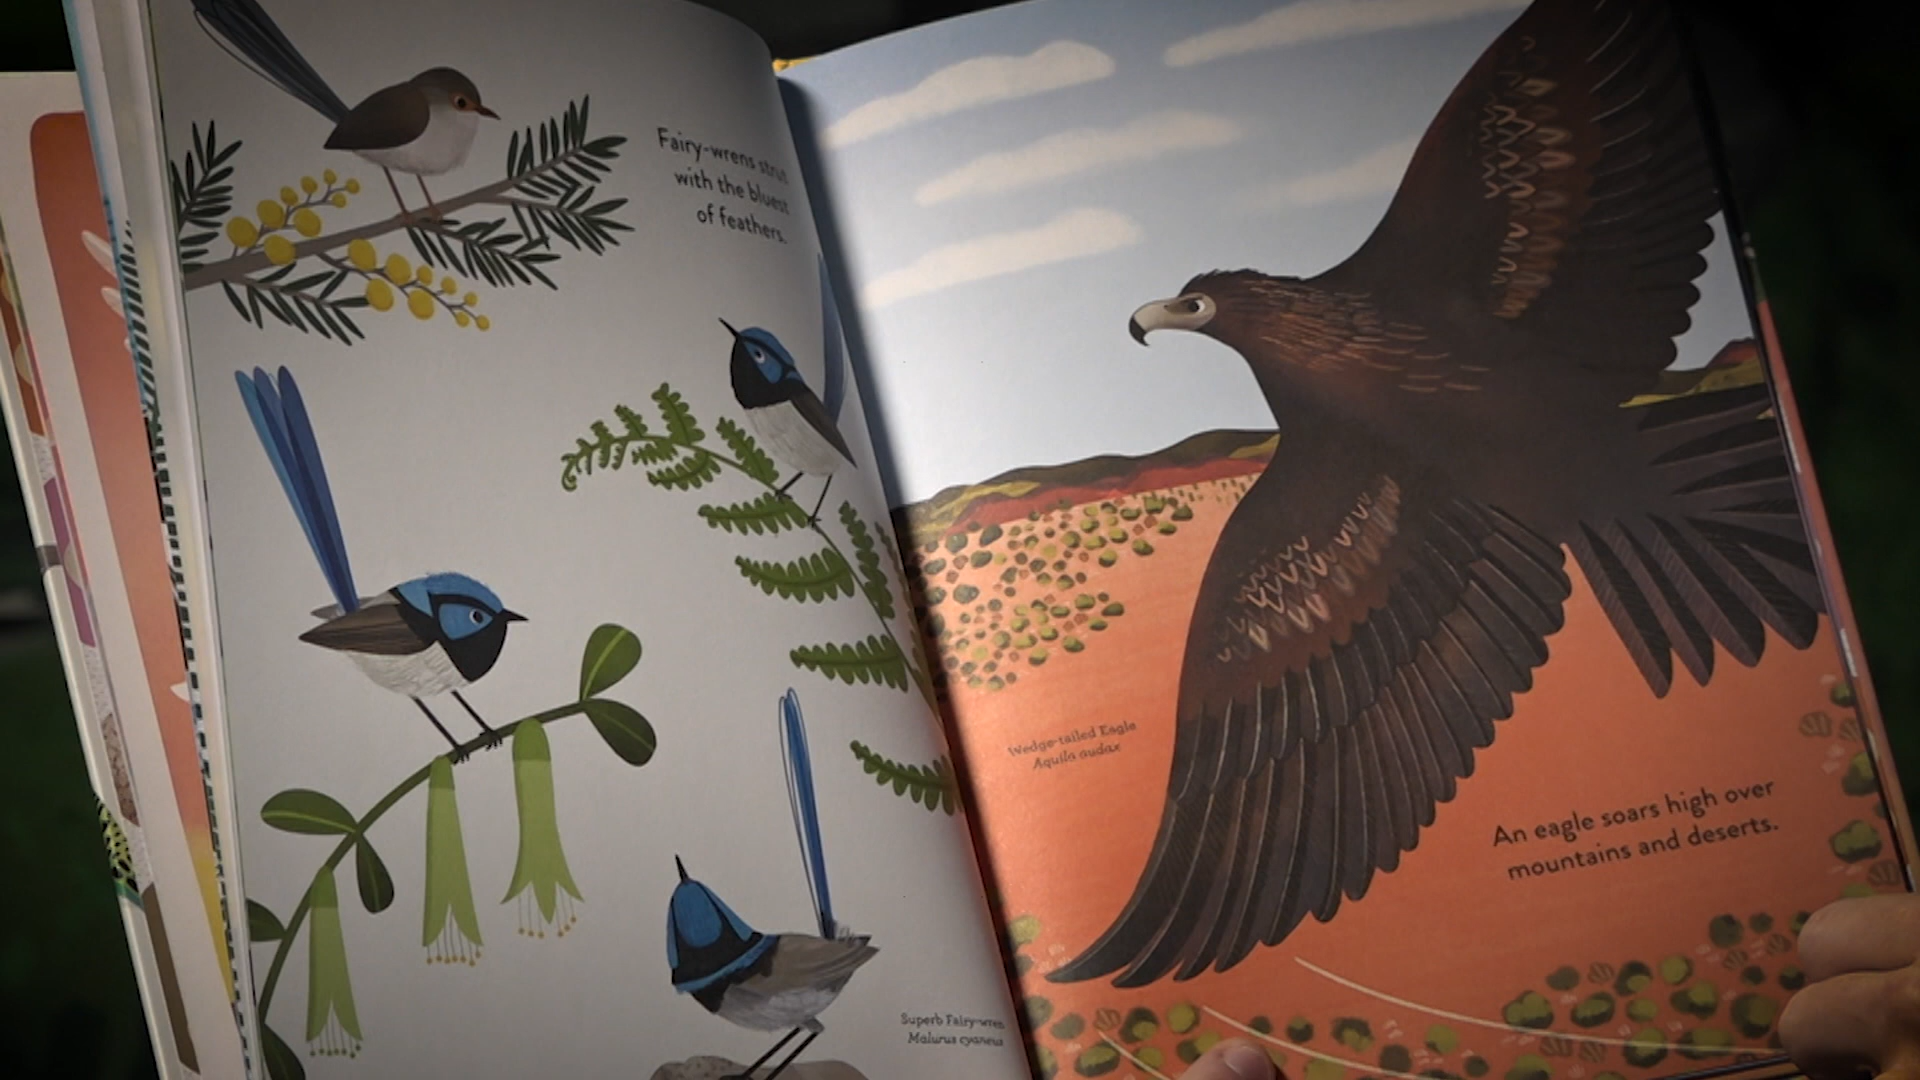 Fairy-wrens strut
with the bluest
of feathers.
Superb Fairy-wren
Malurus cyaneus
Wedge-tailed Eagle
Aquila audax
An eagle soars high over
mountains and deserts.